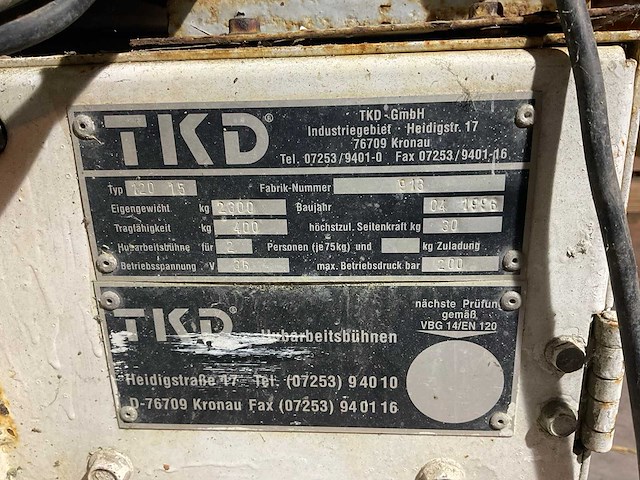 TKD®
TKD-GmbH
Industriegebiet · Heidigstr. 17
76709 Kronau
Tel. 07253/9401-0 Fax 07253/9401-16
Typ 120 15 Fabrik-Nummer 913
Eigengewicht kg 2300 Baujahr 04 1996
Tragfähigkeit kg 400 höchstzul. Seitenkraft kg 30
Hubarbeitsbühne für 2 Personen (je 75kg) und kg Zuladung
Betriebsspannung V 36 max. Betriebsdruck bar 200
TKD® Hubarbeitsbühnen
Heidigstraße 17 Tel. (07253) 94010
D-76709 Kronau Fax (07253) 940116
nächste Prüfung
gemäß
VBG 14/EN 120